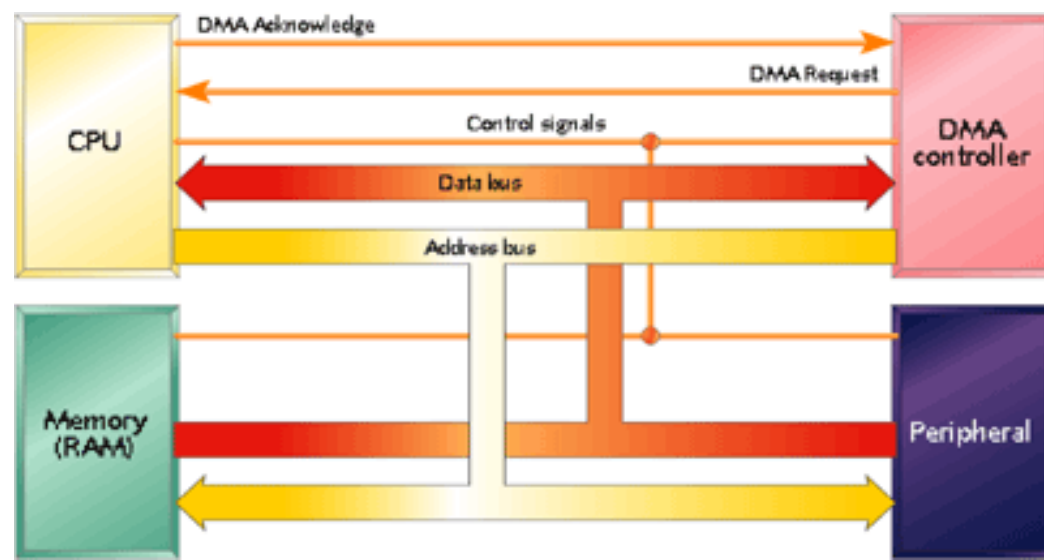 DMA Acknowledge
DMA Request
CPU
Control signals
DMA
controller
Data bus
Address bus
Memory
(RAM)
Peripheral